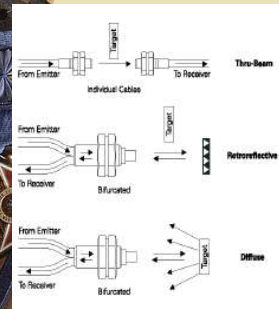 Target
Thru-Beam
From Emitter
To Receiver
Individual Cables
From Emitter
Target
Retroreflective
To Receiver
Bifurcated
From Emitter
Target
Diffuse
To Receiver
Bifurcated